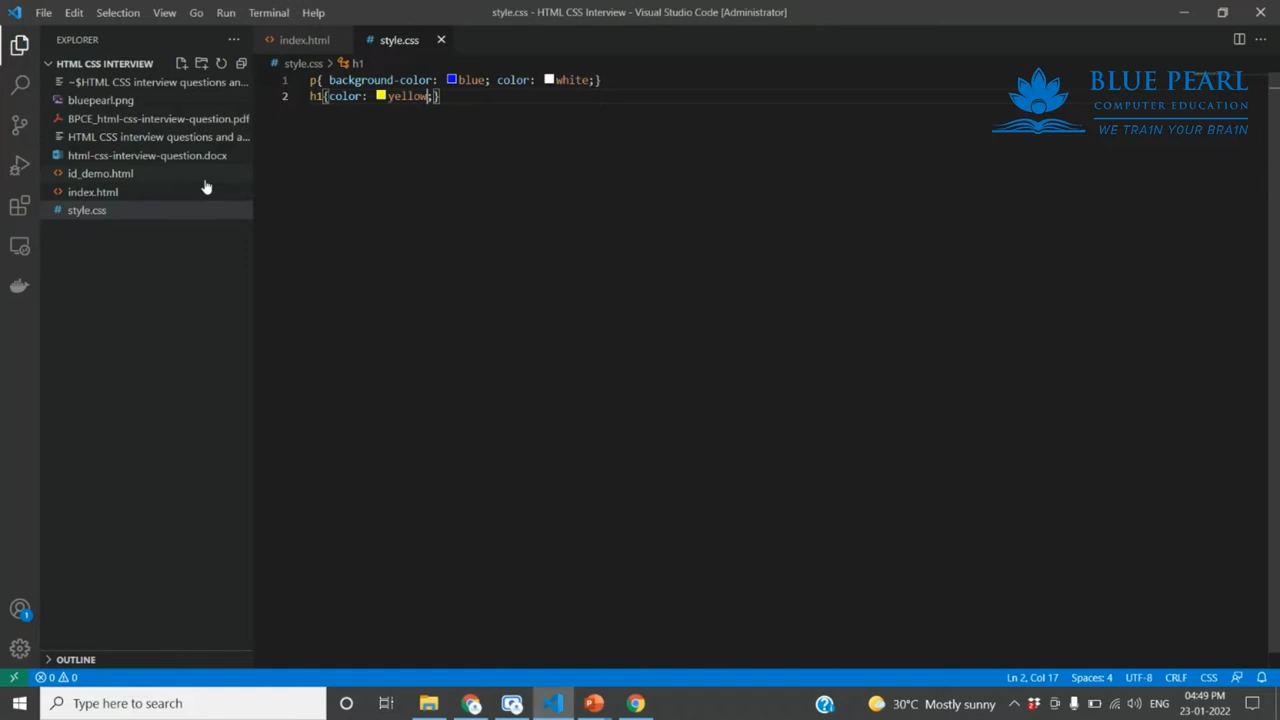 File Edit Selection View Go Run Terminal Help
style.css - HTML CSS Interview - Visual Studio Code [Administrator]
EXPLORER
index.html
style.css
HTML CSS INTERVIEW
style.css > h1
~$HTML CSS interview questions an...
bluepearl.png
BPCE_html-css-interview-question.pdf
HTML CSS interview questions and a...
html-css-interview-question.docx
id_demo.html
index.html
style.css
1 p{ background-color: blue; color: white;}
2 h1{color: yellow;}
BLUE PEARL
COMPUTER EDUCATION
WE TRAIN YOUR BRA1N
OUTLINE
1
0 0
Ln 2, Col 17 Spaces: 4 UTF-8 CRLF CSS
Type here to search
30°C Mostly sunny
ENG
04:49 PM
23-01-2022